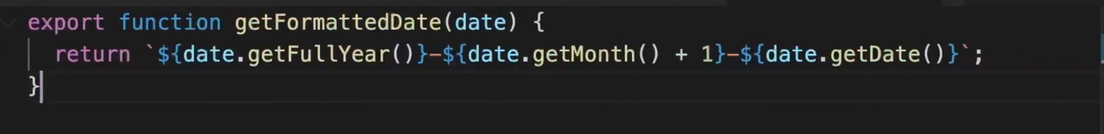 export function getFormattedDate(date) {
  return `${date.getFullYear()}-${date.getMonth() + 1}-${date.getDate()}`;
}